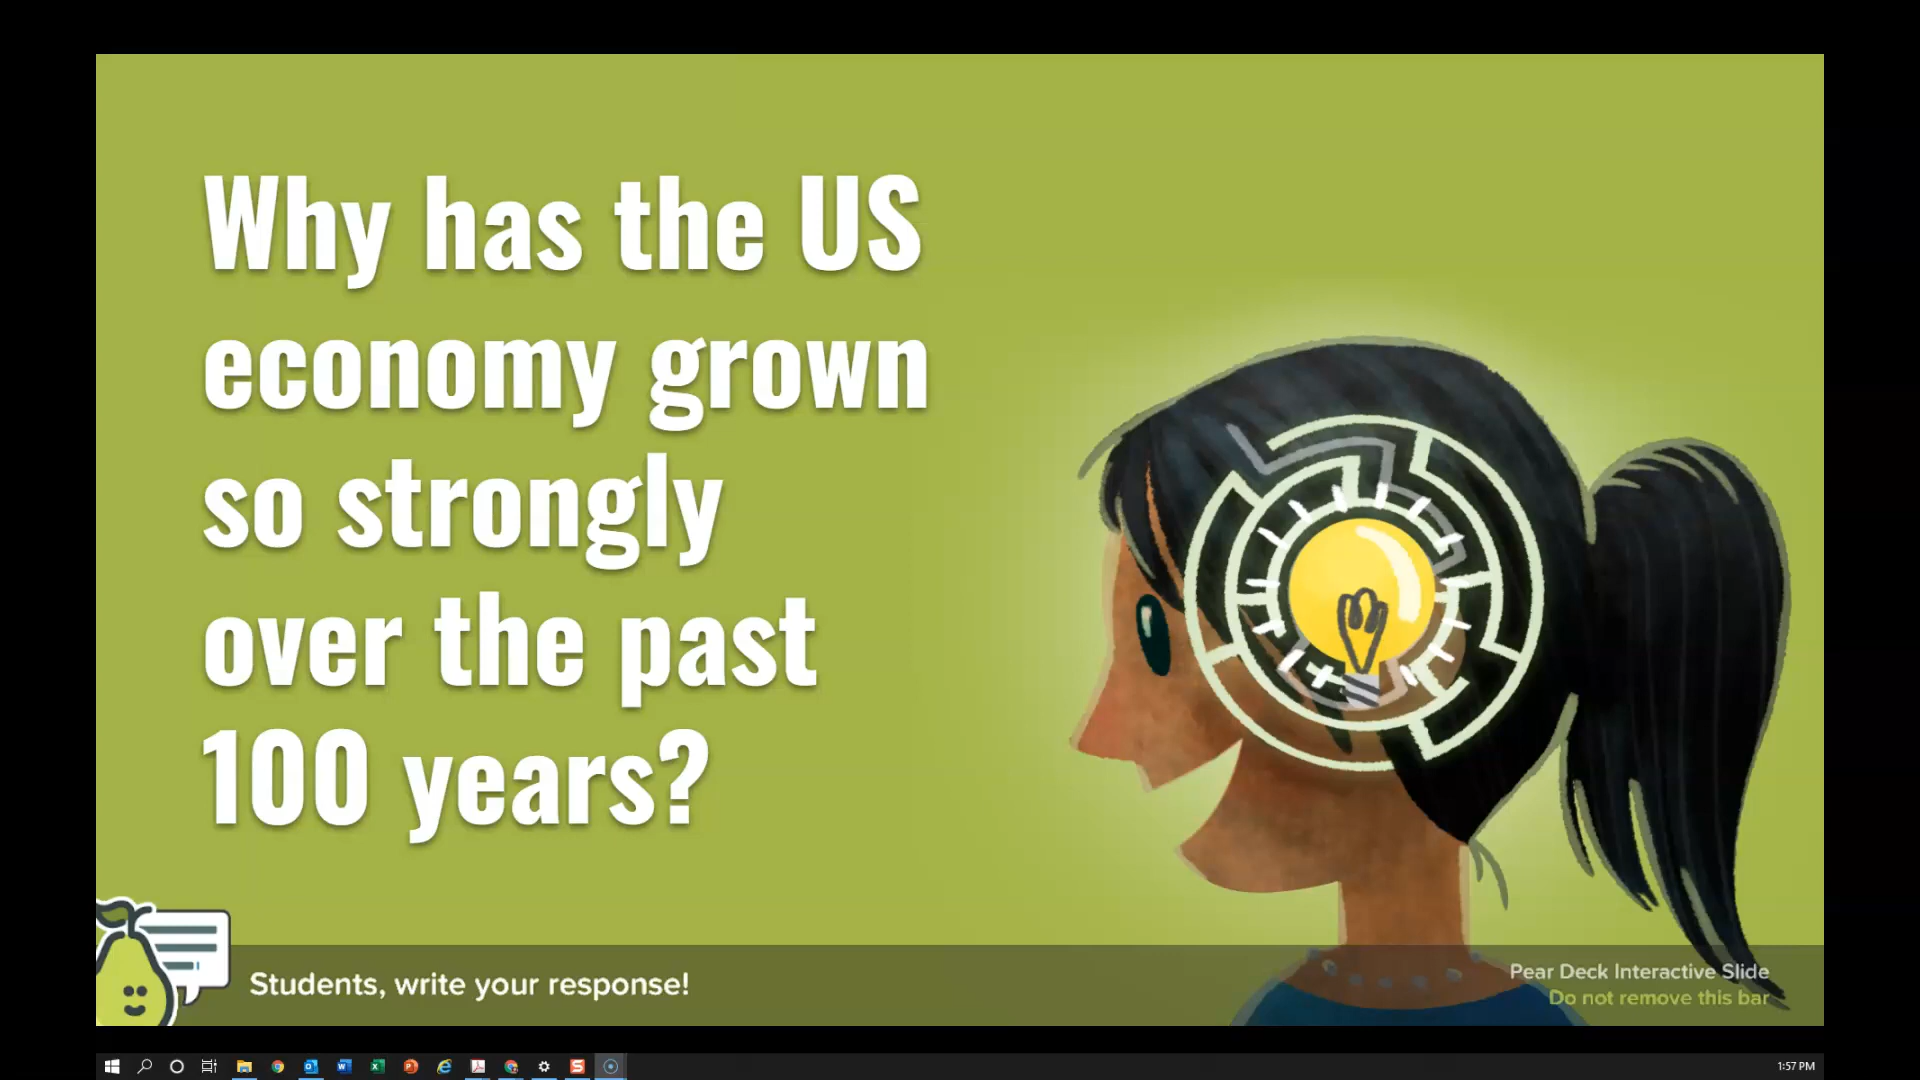 Why has the US
economy grown
so strongly
over the past
100 years?
Students, write your response!
Pear Deck Interactive Slide
Do not remove this bar
1:57 PM